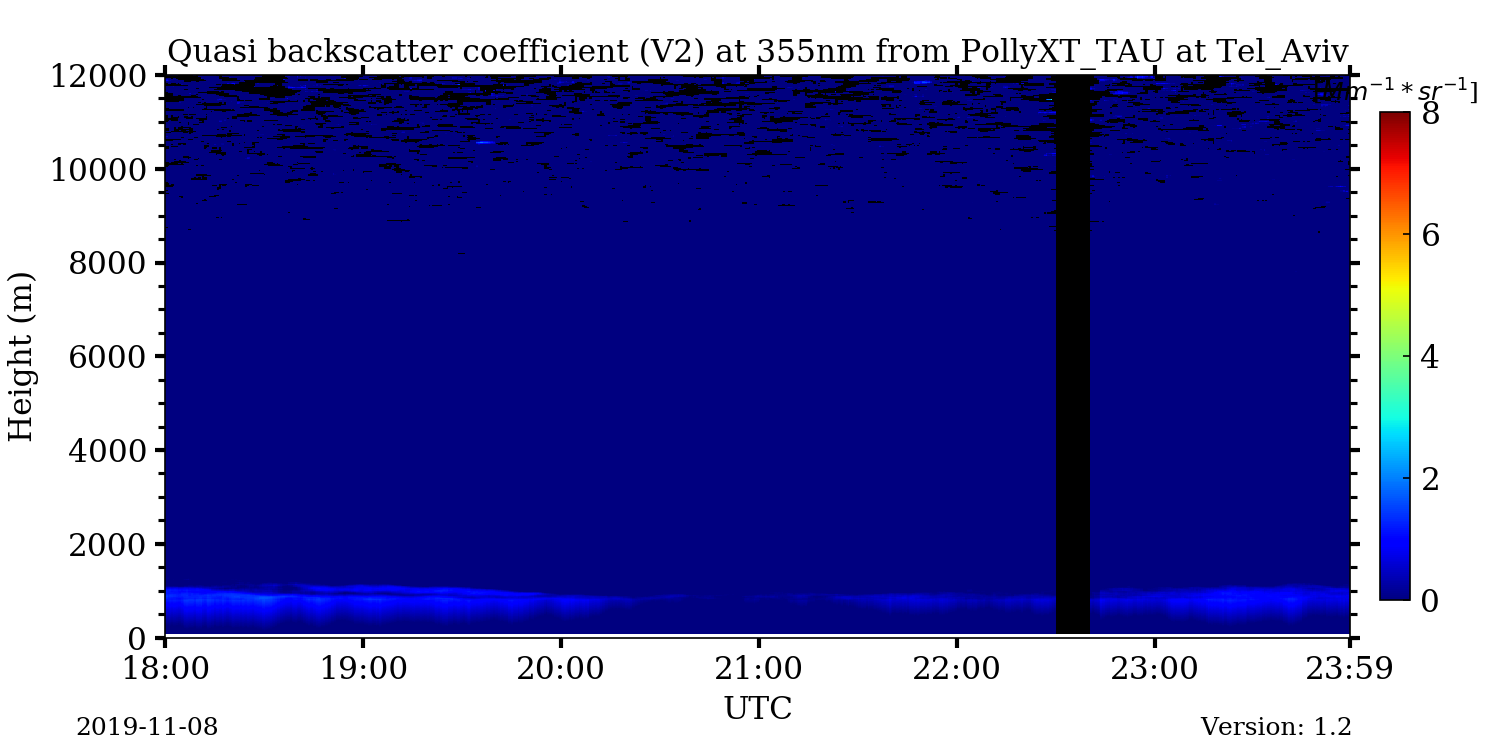 Quasi backscatter coefficient (V2) at 355nm from PollyXT_TAU at Tel_Aviv
12000
10000
8000
6000
4000
2000
0
Height (m)
18:00 19:00 20:00 21:00 22:00 23:00 23:59
UTC
[Mm⁻¹*sr⁻¹]
8
6
4
2
0
2019-11-08
Version: 1.2